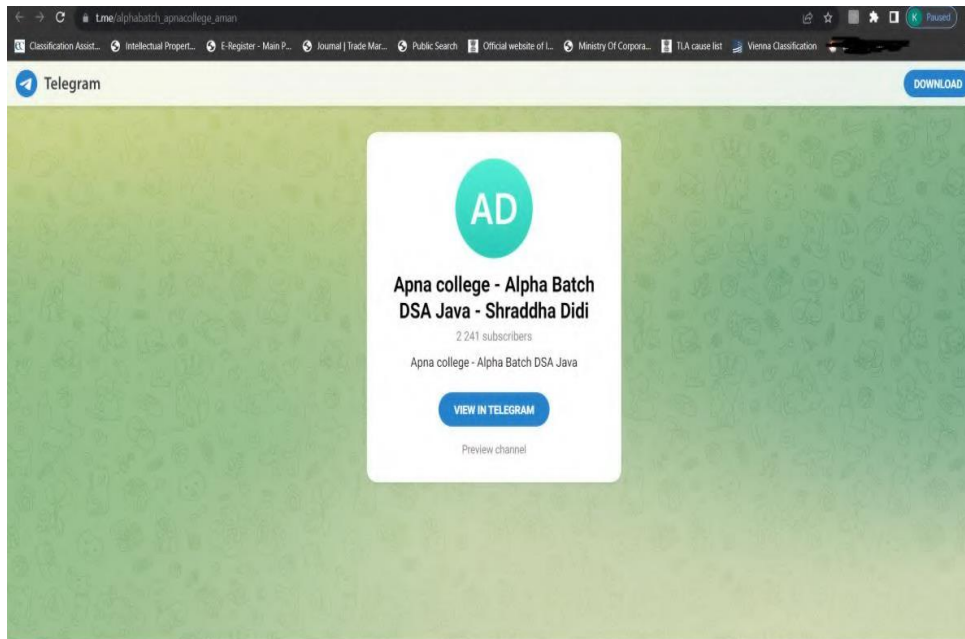 t.me/alphabatch_apnacollege_aman
K Paused
Classification Assist... Intellectual Propert... E-Register - Main P... Journal | Trade Mar... Public Search Official website of I... Ministry Of Corpora... TLA cause list Vienna Classification
Telegram
DOWNLOAD
AD
Apna college - Alpha Batch
DSA Java - Shraddha Didi
2 241 subscribers
Apna college - Alpha Batch DSA Java
VIEW IN TELEGRAM
Preview channel